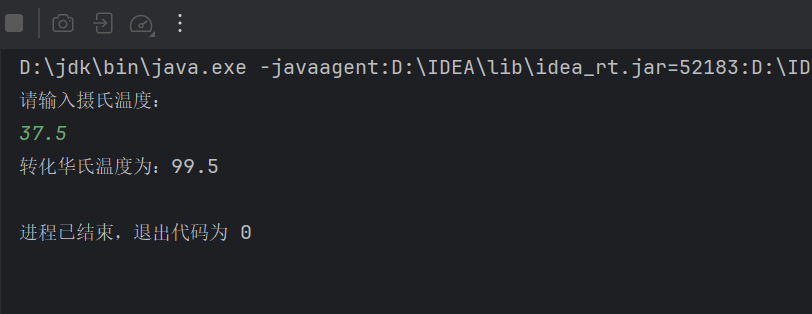 D:\jdk\bin\java.exe -javaagent:D:\IDEA\lib\idea_rt.jar=52183:D:\ID
请输入摄氏温度：
37.5
转化华氏温度为：99.5
进程已结束，退出代码为 0